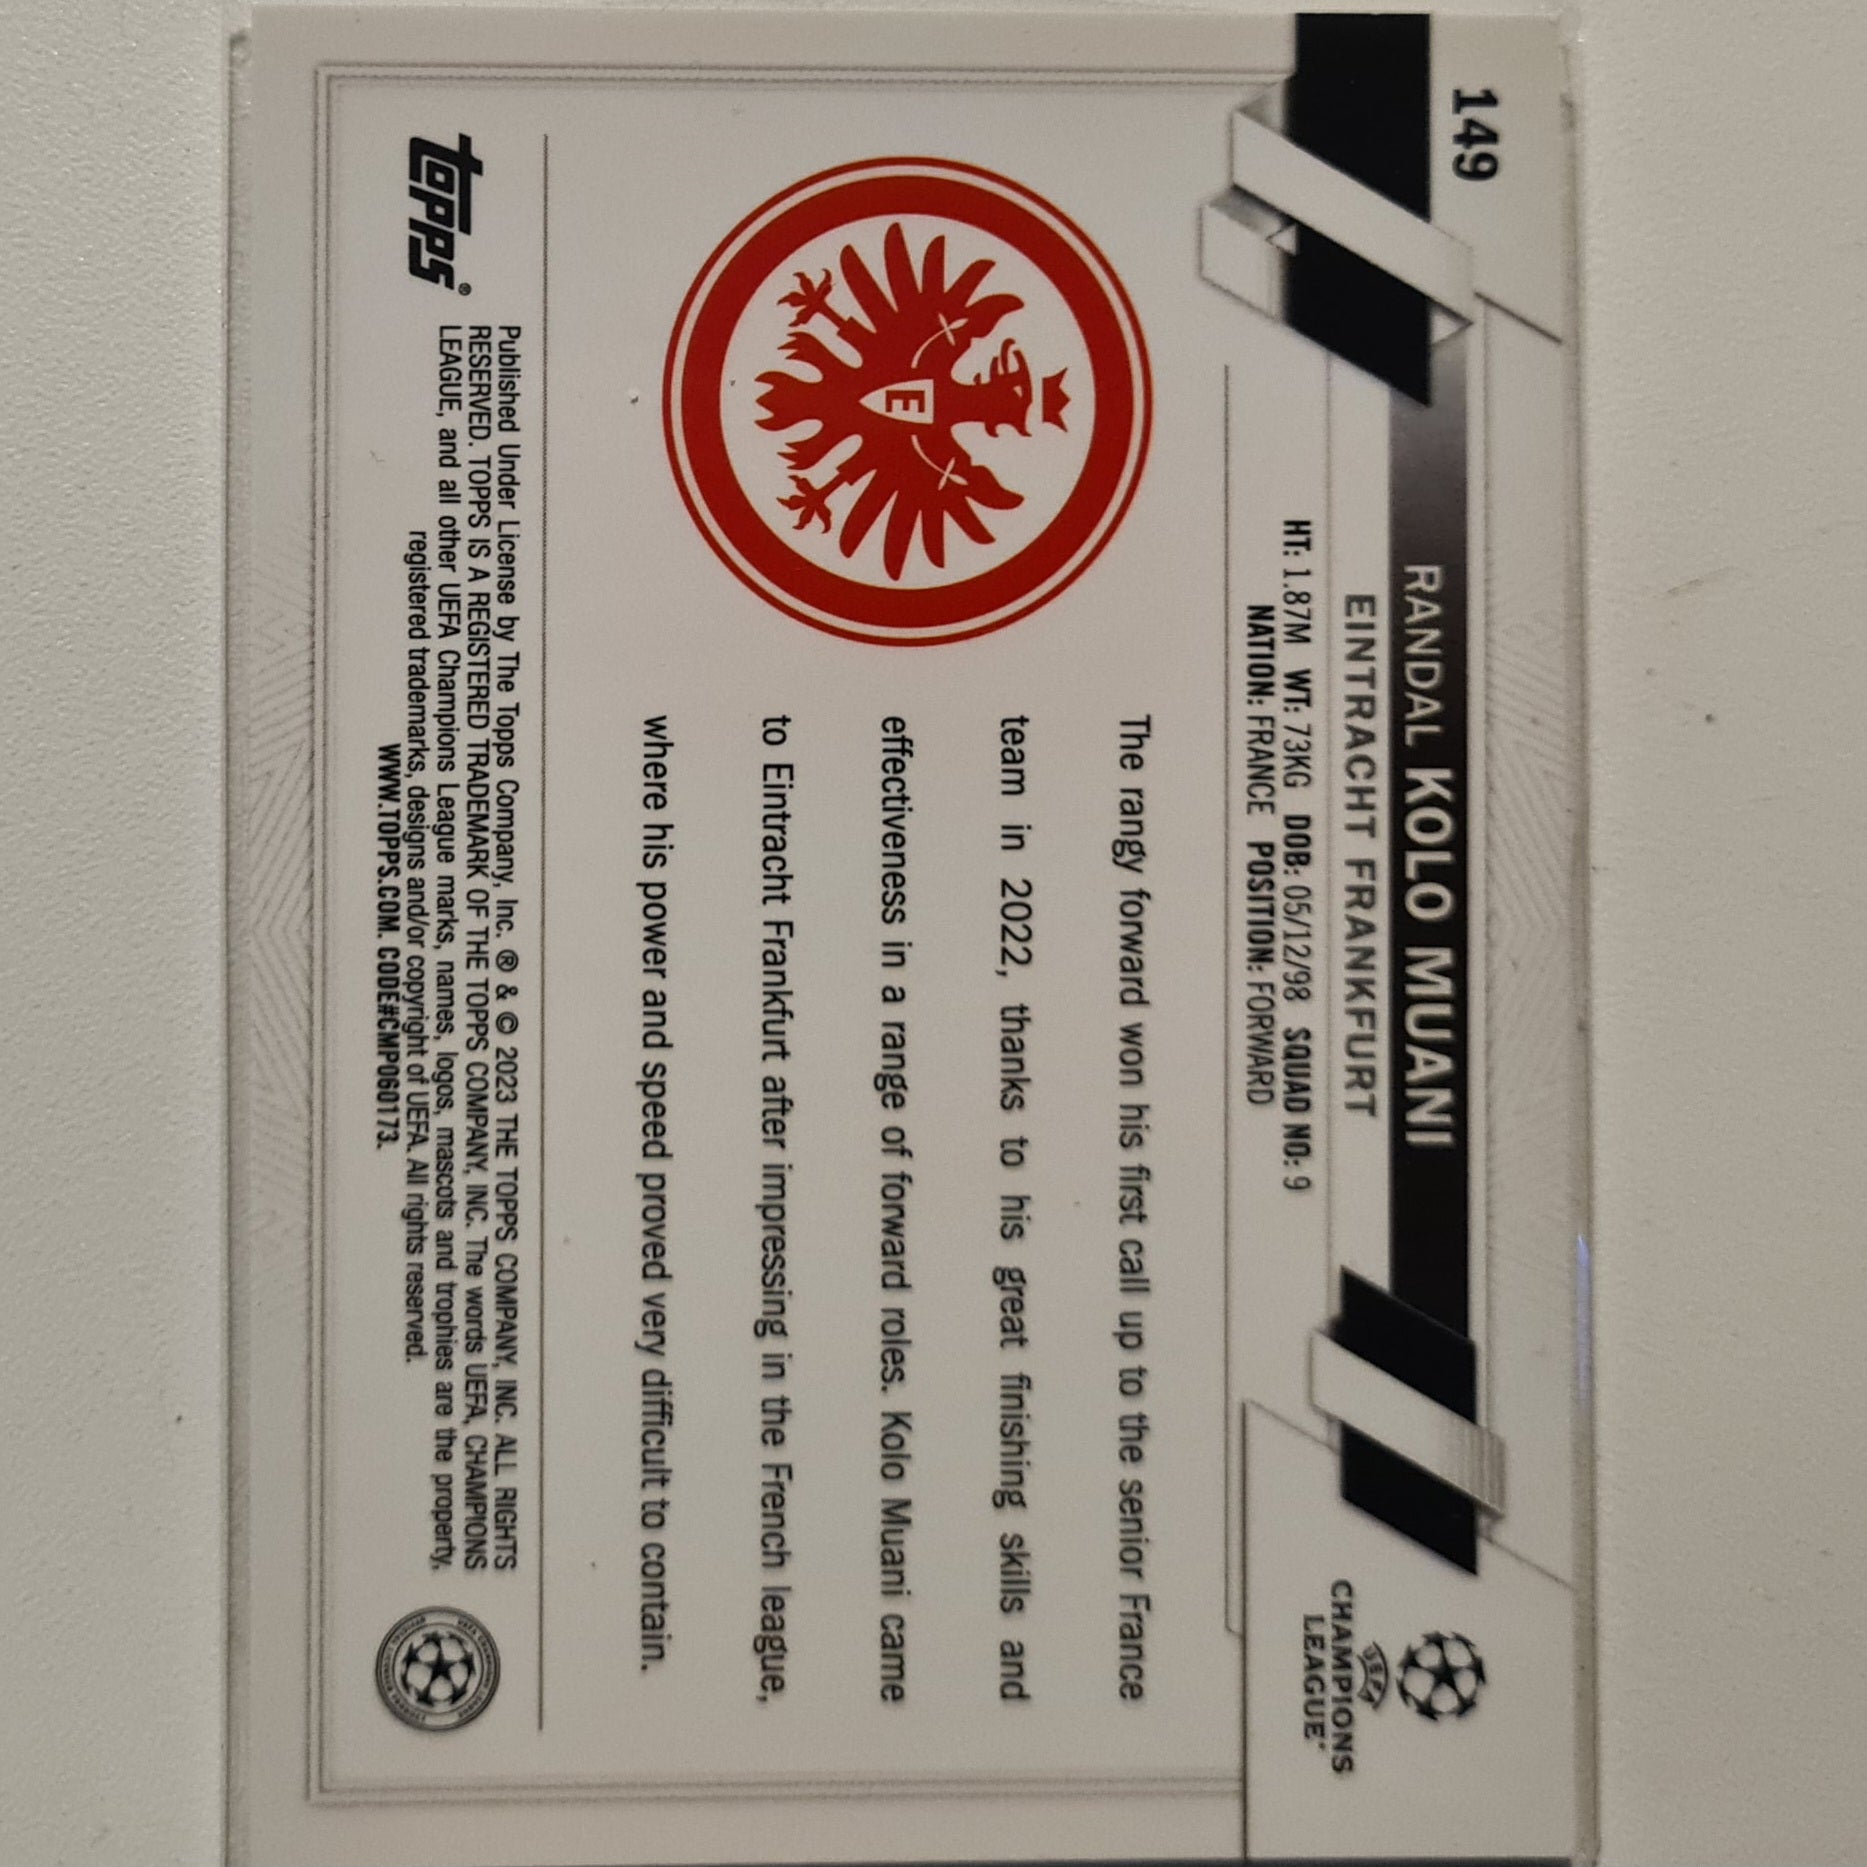 149
RANDAL KOLO MUANI
EINTRACHT FRANKFURT
HT: 1.87M WT: 73KG DOB: 05/12/98 SQUAD NO: 9
NATION: FRANCE POSITION: FORWARD
UEFA
CHAMPIONS
LEAGUE
E
The rangy forward won his first call up to the senior France
team in 2022, thanks to his great finishing skills and
effectiveness in a range of forward roles. Kolo Muani came
to Eintracht Frankfurt after impressing in the French league,
where his power and speed proved very difficult to contain.
topps®
Published Under License by The Topps Company, Inc. ® & © 2023 THE TOPPS COMPANY, INC. ALL RIGHTS
RESERVED. TOPPS IS A REGISTERED TRADEMARK OF THE TOPPS COMPANY, INC. The words UEFA, CHAMPIONS
LEAGUE, and all other UEFA Champions League marks, names, logos, mascots and trophies are the property,
registered trademarks, designs and/or copyright of UEFA. All rights reserved.
WWW.TOPPS.COM. CODE#CMP060173.